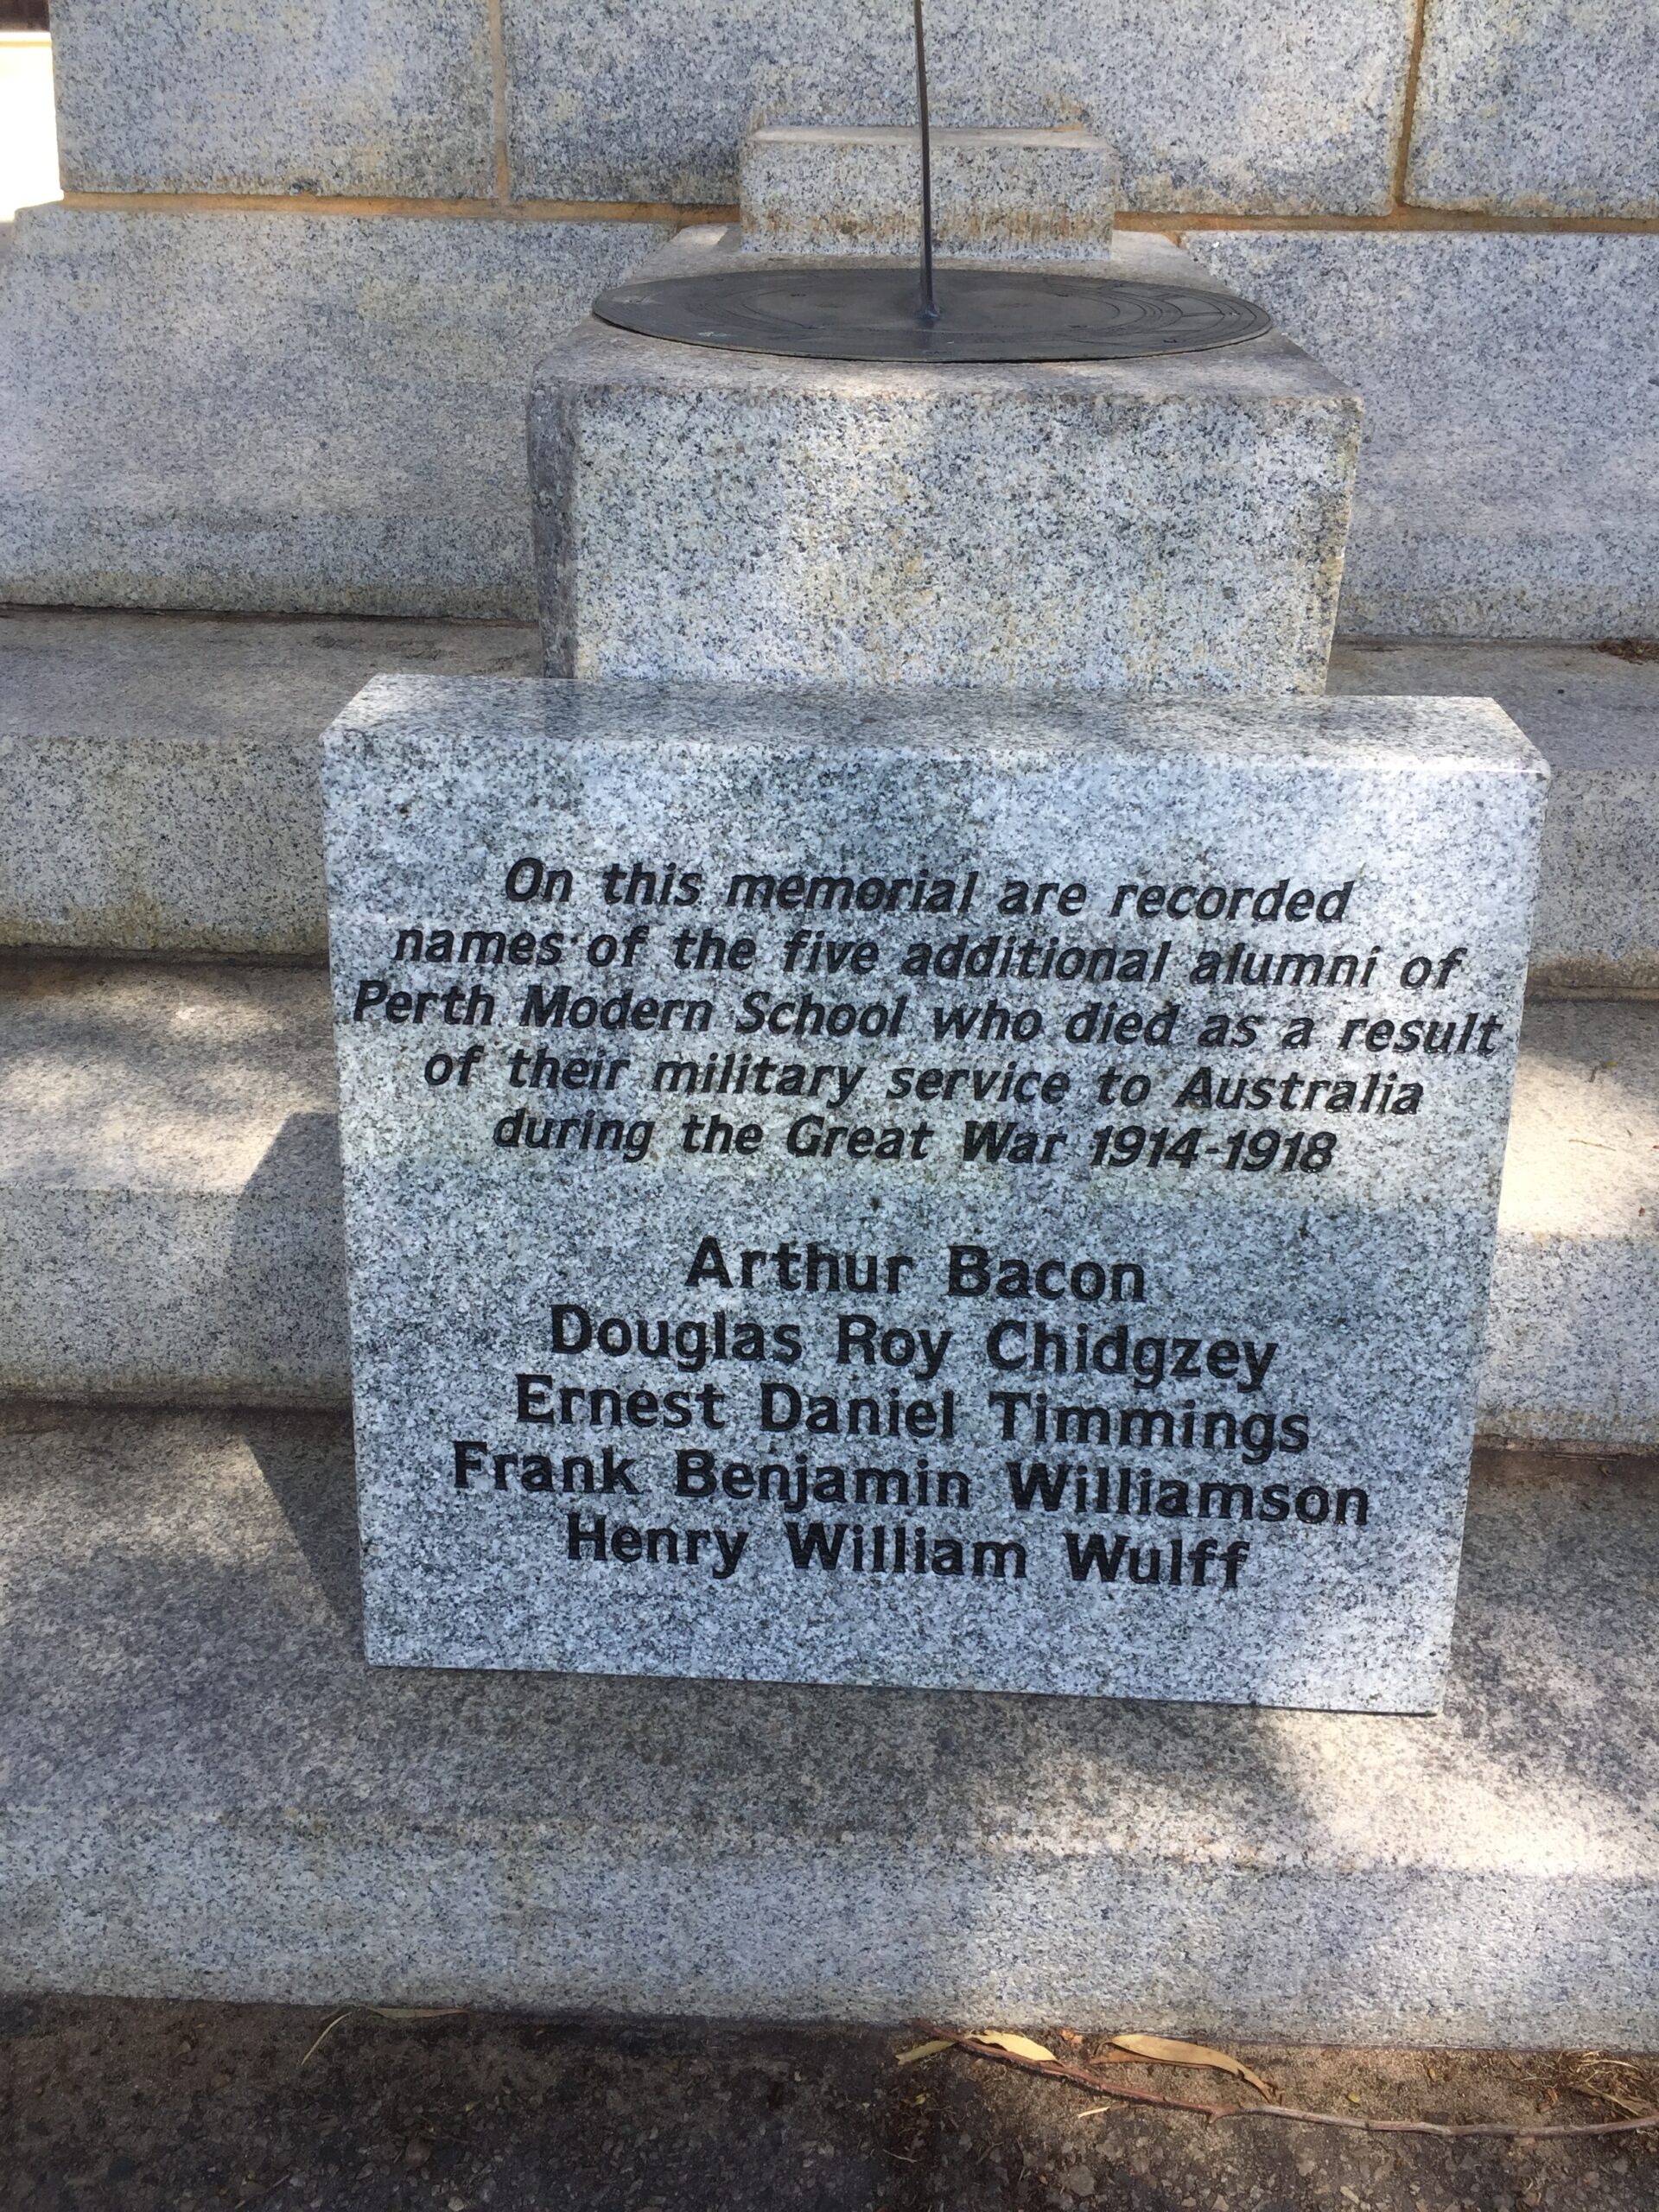 On this memorial are recorded
names of the five additional alumni of
Perth Modern School who died as a result
of their military service to Australia
during the Great War 1914-1918
Arthur Bacon
Douglas Roy Chidgzey
Ernest Daniel Timmings
Frank Benjamin Williamson
Henry William Wulff